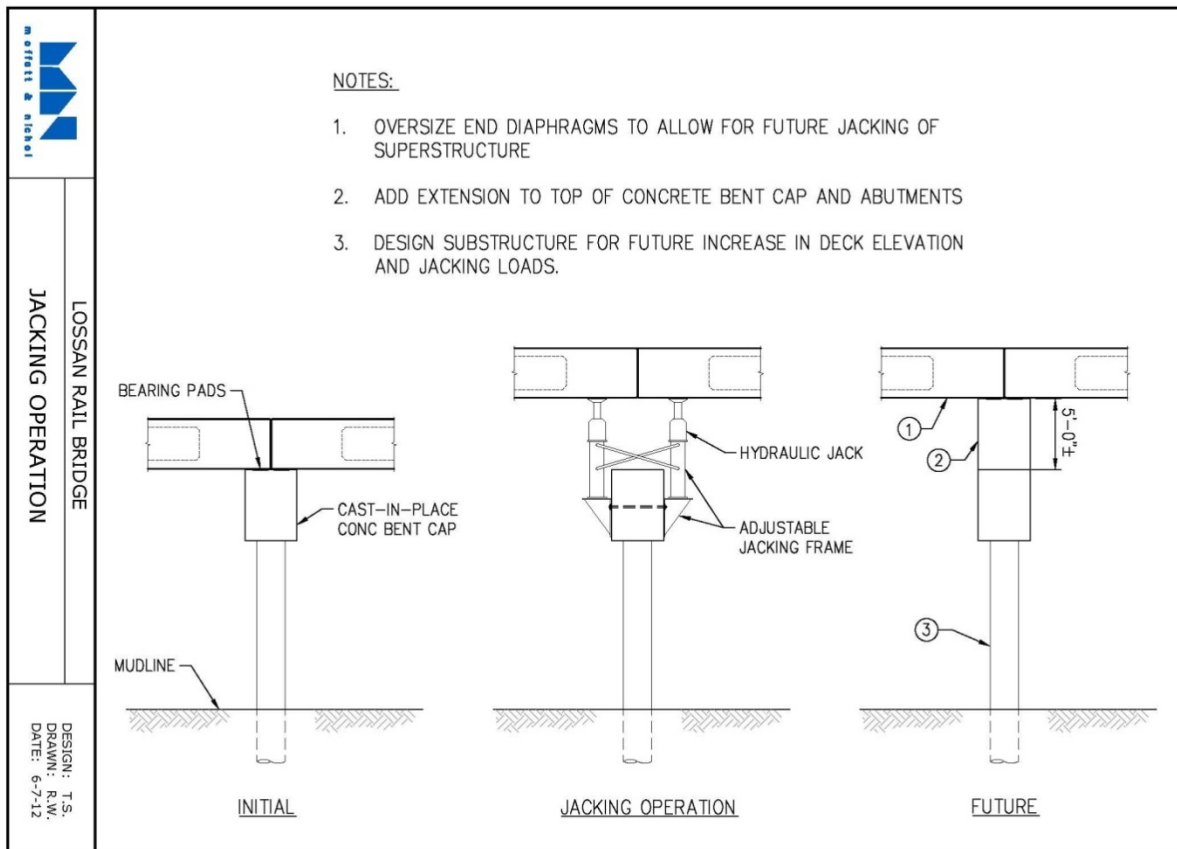 moffatt & nichol
LOSSAN RAIL BRIDGE
JACKING OPERATION
DESIGN: T.S.
DRAWN: R.W.
DATE: 6-7-12
NOTES:
1. OVERSIZE END DIAPHRAGMS TO ALLOW FOR FUTURE JACKING OF
SUPERSTRUCTURE
2. ADD EXTENSION TO TOP OF CONCRETE BENT CAP AND ABUTMENTS
3. DESIGN SUBSTRUCTURE FOR FUTURE INCREASE IN DECK ELEVATION
AND JACKING LOADS.
BEARING PADS
CAST-IN-PLACE
CONC BENT CAP
MUDLINE
INITIAL
HYDRAULIC JACK
ADJUSTABLE
JACKING FRAME
JACKING OPERATION
1
2
5'-0"±
3
FUTURE